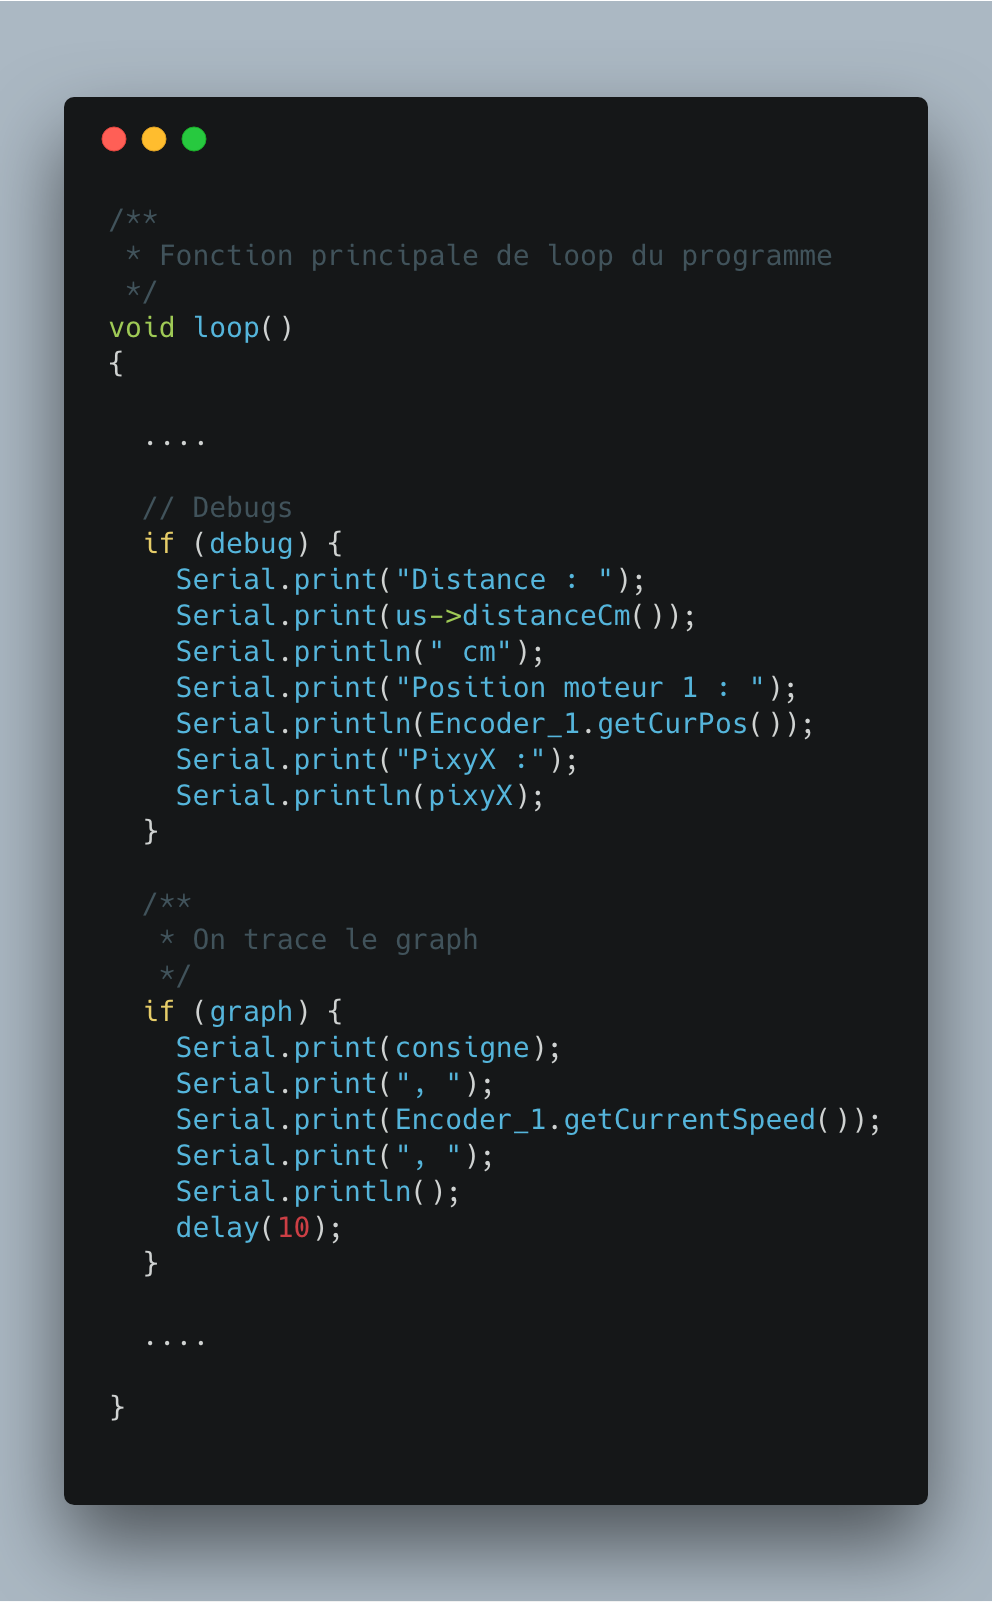 /**
 * Fonction principale de loop du programme
 */
void loop()
{

  ....

  // Debugs
  if (debug) {
    Serial.print("Distance : ");
    Serial.print(us->distanceCm());
    Serial.println(" cm");
    Serial.print("Position moteur 1 : ");
    Serial.println(Encoder_1.getCurPos());
    Serial.print("PixyX :");
    Serial.println(pixyX);
  }

  /**
   * On trace le graph
   */
  if (graph) {
    Serial.print(consigne);
    Serial.print(", ");
    Serial.print(Encoder_1.getCurrentSpeed());
    Serial.print(", ");
    Serial.println();
    delay(10);
  }

  ....

}